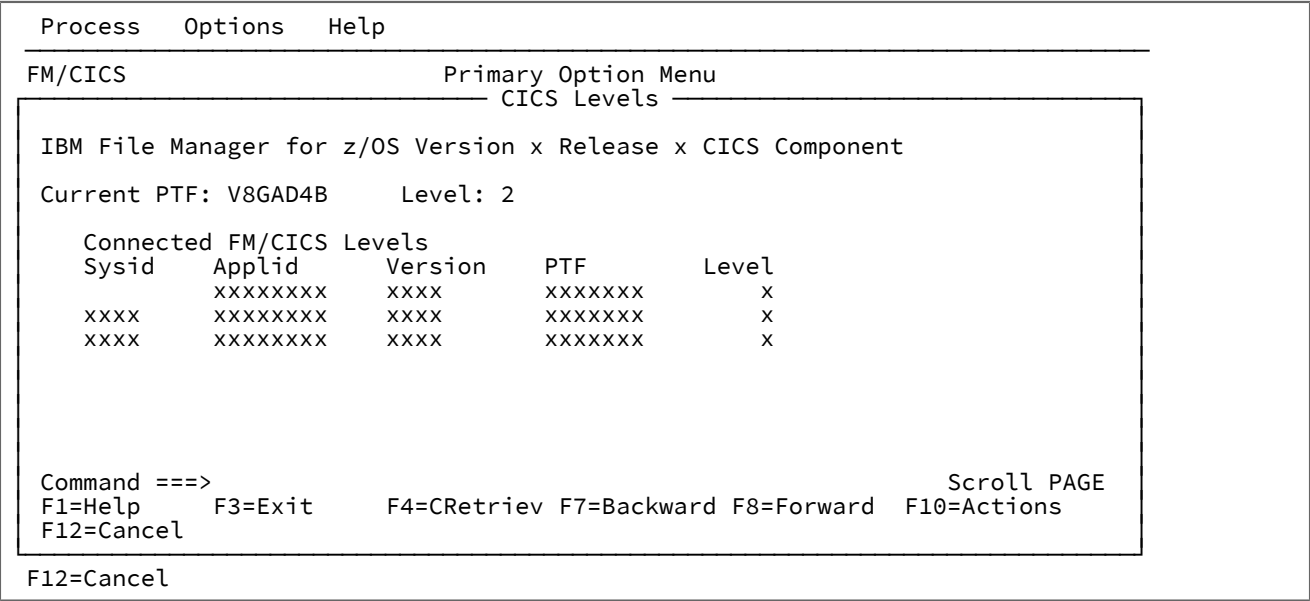 Process   Options   Help
FM/CICS                      Primary Option Menu
CICS Levels
IBM File Manager for z/OS Version x Release x CICS Component
Current PTF: V8GAD4B     Level: 2
Connected FM/CICS Levels
Sysid    Applid      Version    PTF        Level
xxxxxxxx    xxxx       xxxxxxx        x
xxxx     xxxxxxxx    xxxx       xxxxxxx        x
xxxx     xxxxxxxx    xxxx       xxxxxxx        x
Command ===>                                                   Scroll PAGE
F1=Help     F3=Exit     F4=CRetriev F7=Backward F8=Forward  F10=Actions
F12=Cancel
F12=Cancel